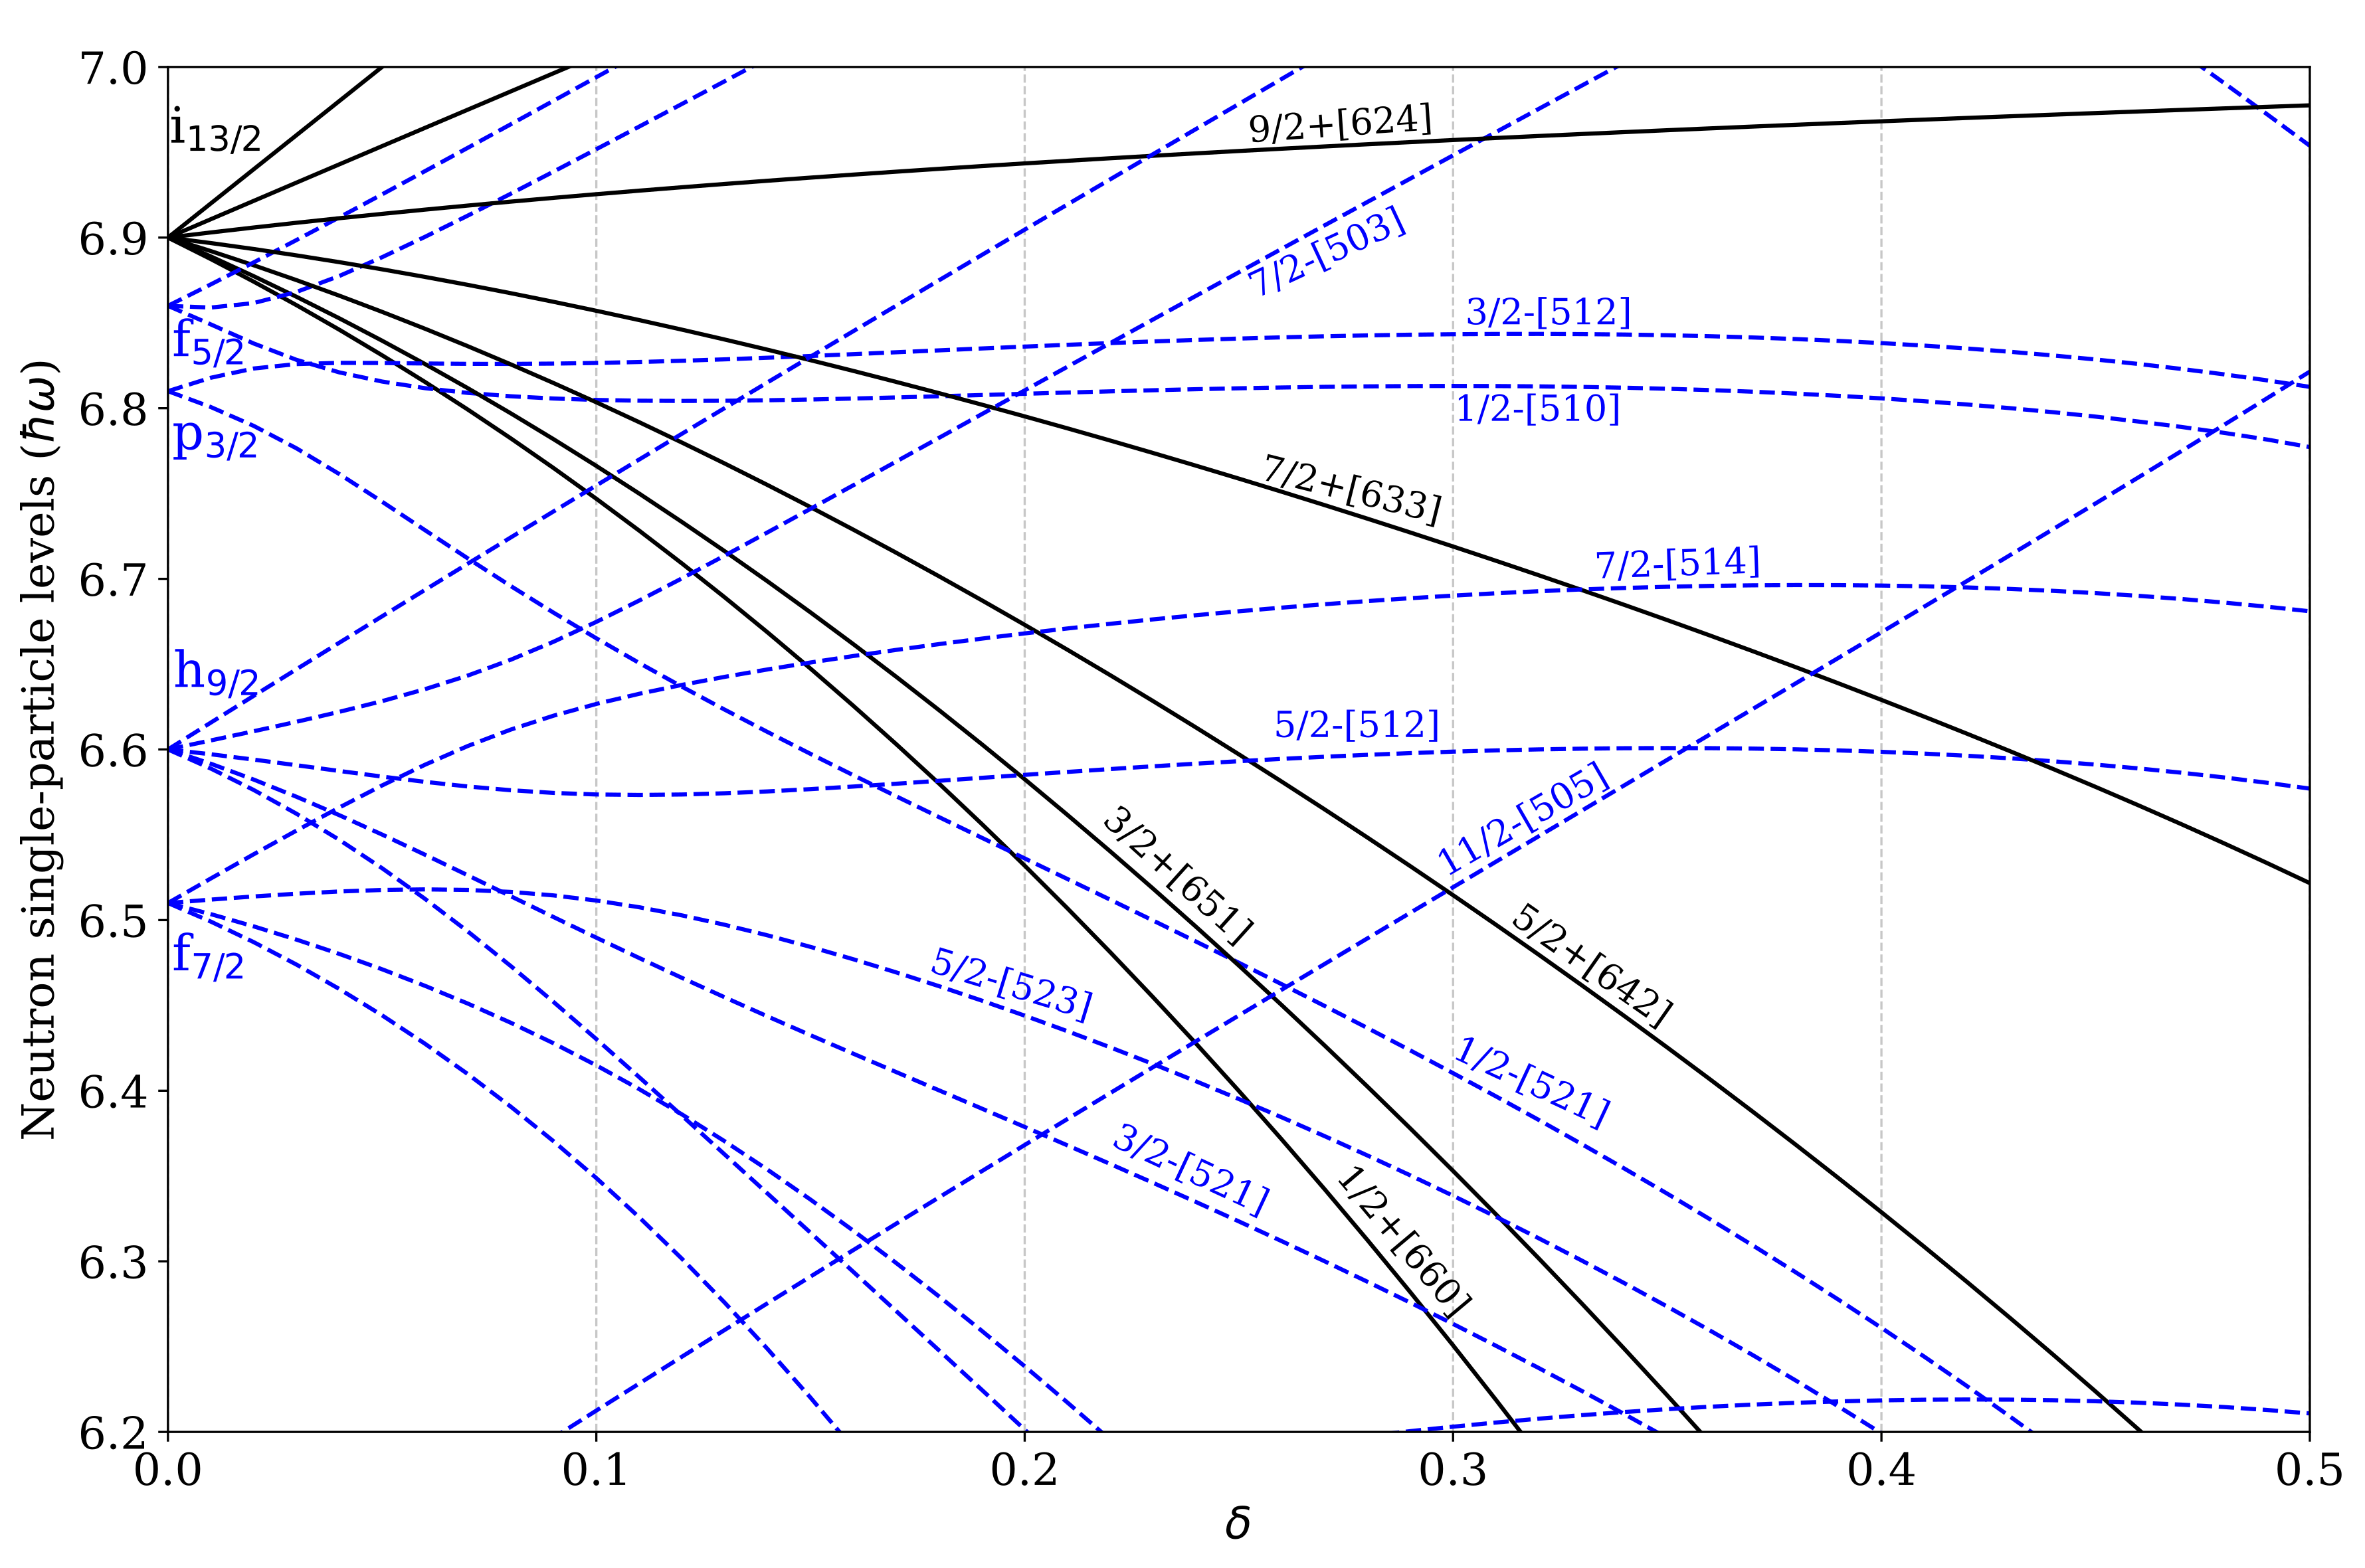 7.0
6.9
6.8
6.7
6.6
6.5
6.4
6.3
6.2
Neutron single-particle levels (ℏω)
i13/2
f5/2
p3/2
h9/2
f7/2
9/2+[624]
7/2-[503]
3/2-[512]
1/2-[510]
7/2+[633]
7/2-[514]
5/2-[512]
11/2-[505]
3/2+[651]
5/2+[642]
5/2-[523]
1/2-[521]
3/2-[521]
1/2+[660]
0.0 0.1 0.2 0.3 0.4 0.5
δ